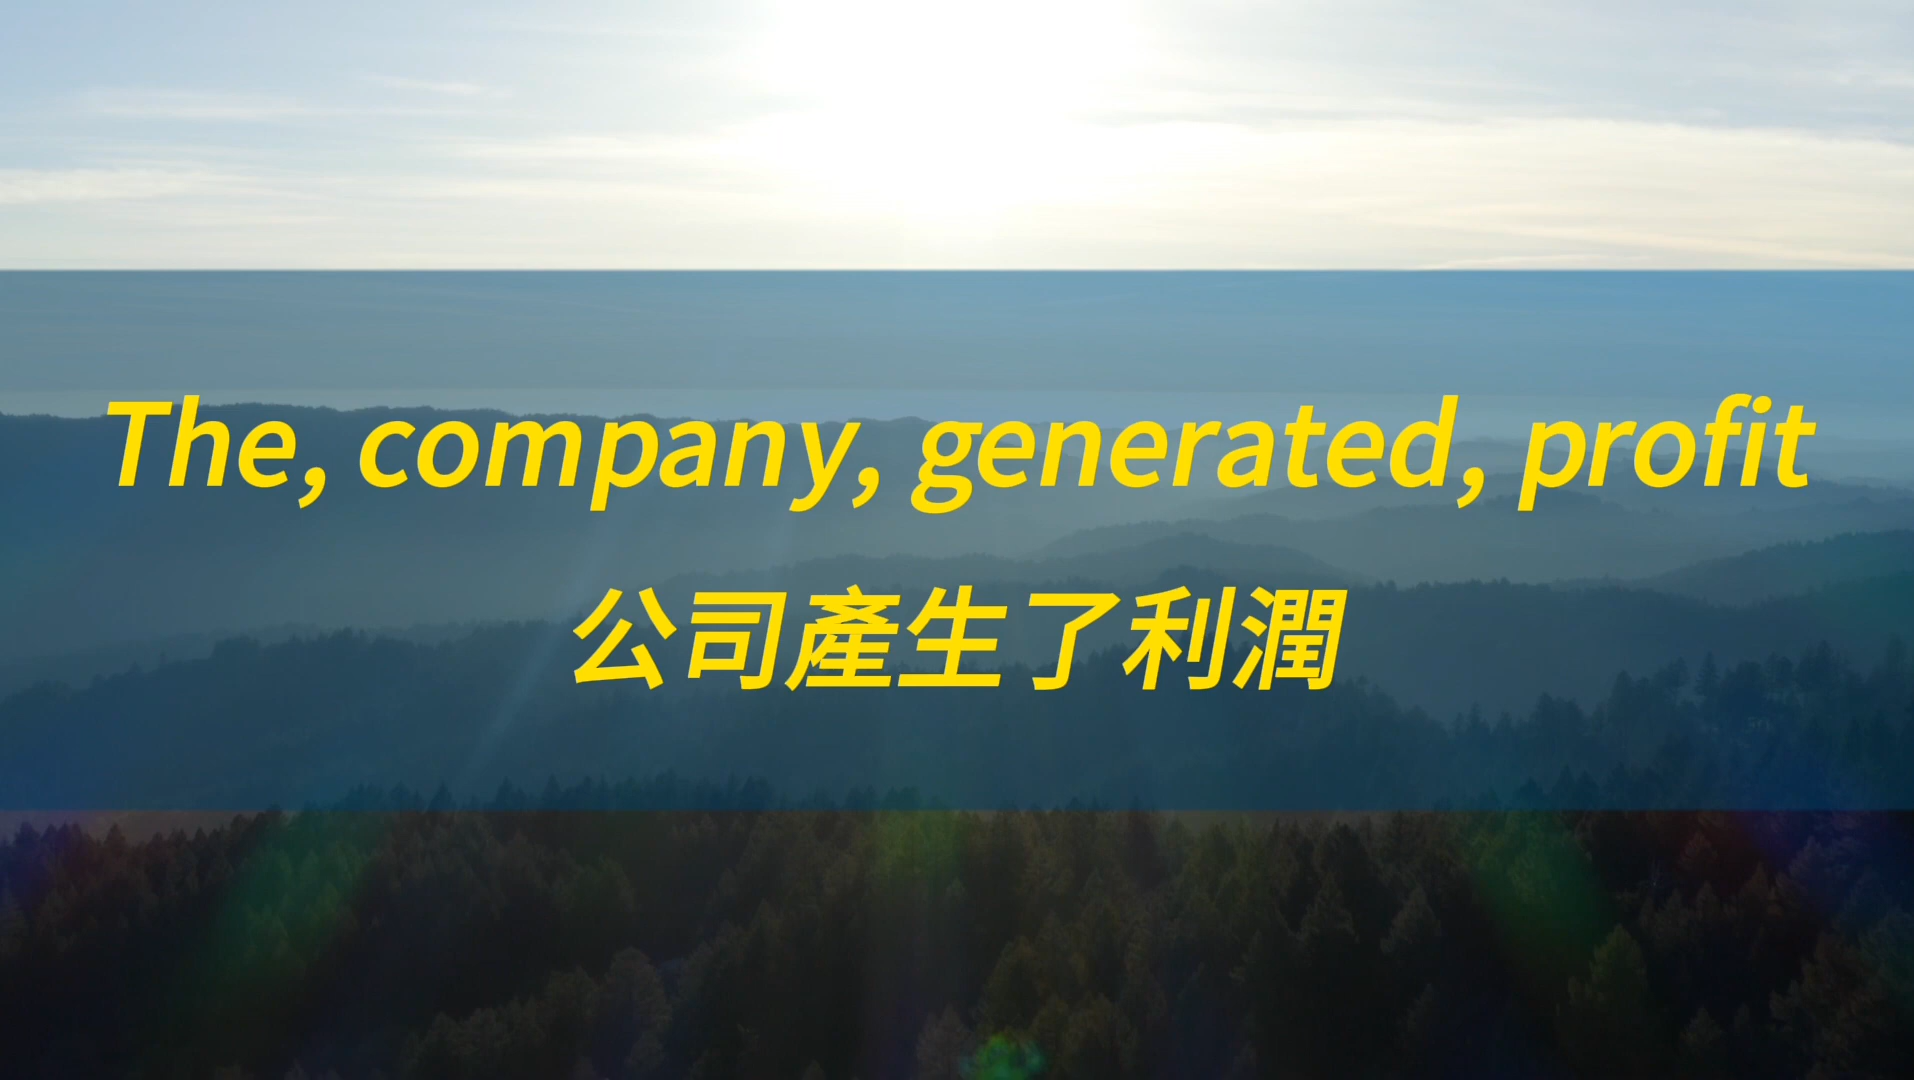 The, company, generated, profit
公司產生了利潤